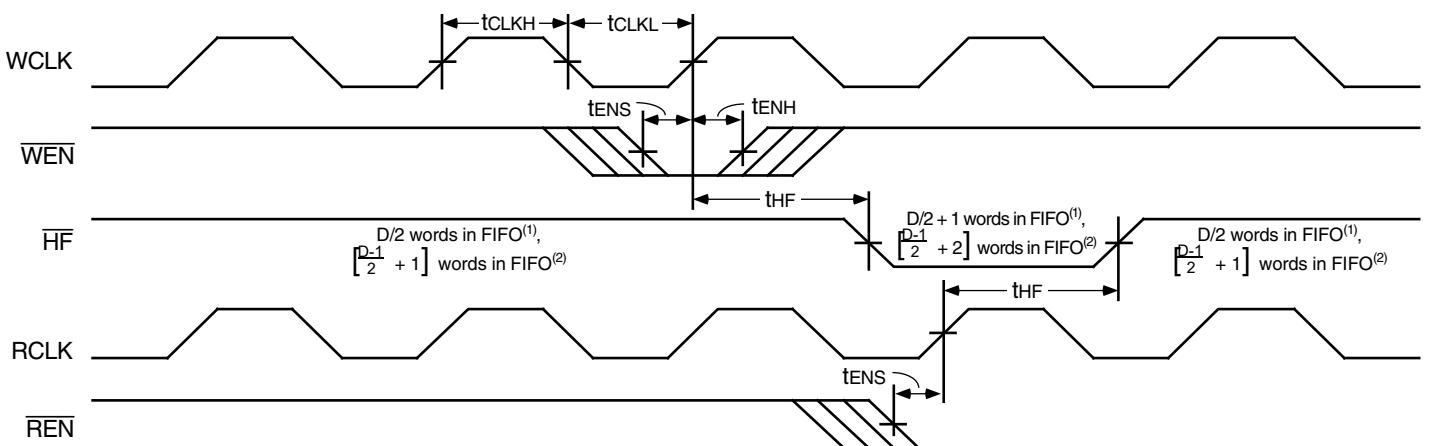 tCLKH
tCLKL
WCLK
tENS
tENH
WEN
tHF
HF
D/2 words in FIFO(1),
[D-1/2 + 1] words in FIFO(2)
D/2 + 1 words in FIFO(1),
[D-1/2 + 2] words in FIFO(2)
D/2 words in FIFO(1),
[D-1/2 + 1] words in FIFO(2)
tHF
RCLK
tENS
REN